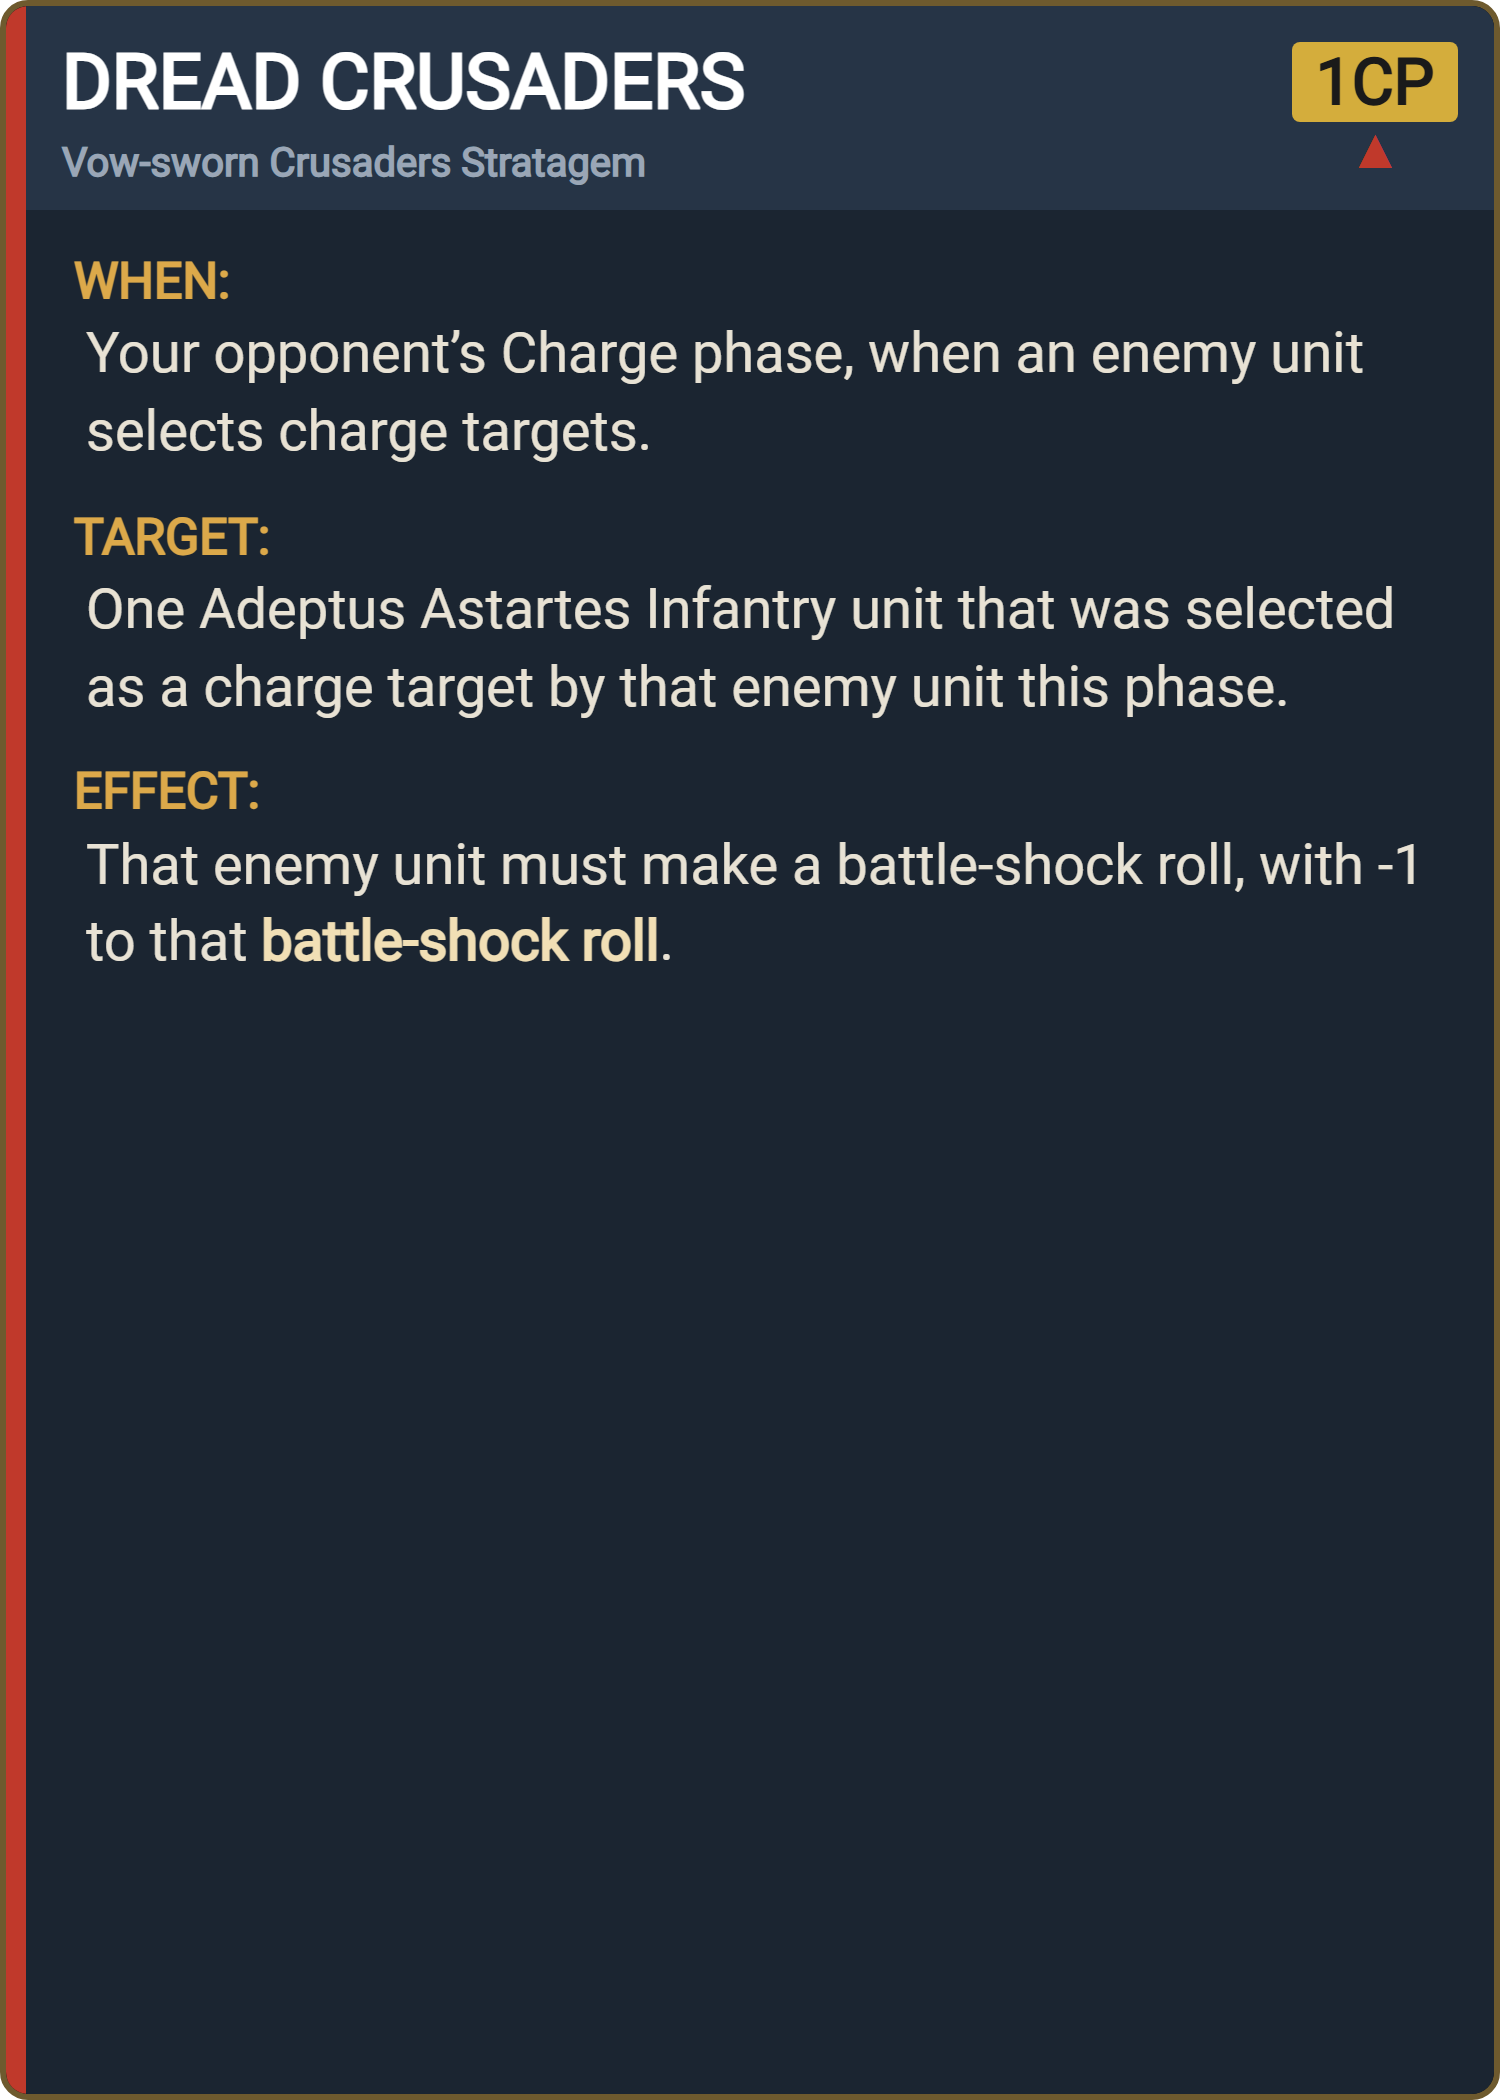 DREAD CRUSADERS
1CP
Vow-sworn Crusaders Stratagem
WHEN:
Your opponent’s Charge phase, when an enemy unit
selects charge targets.
TARGET:
One Adeptus Astartes Infantry unit that was selected
as a charge target by that enemy unit this phase.
EFFECT:
That enemy unit must make a battle-shock roll, with -1
to that battle-shock roll.